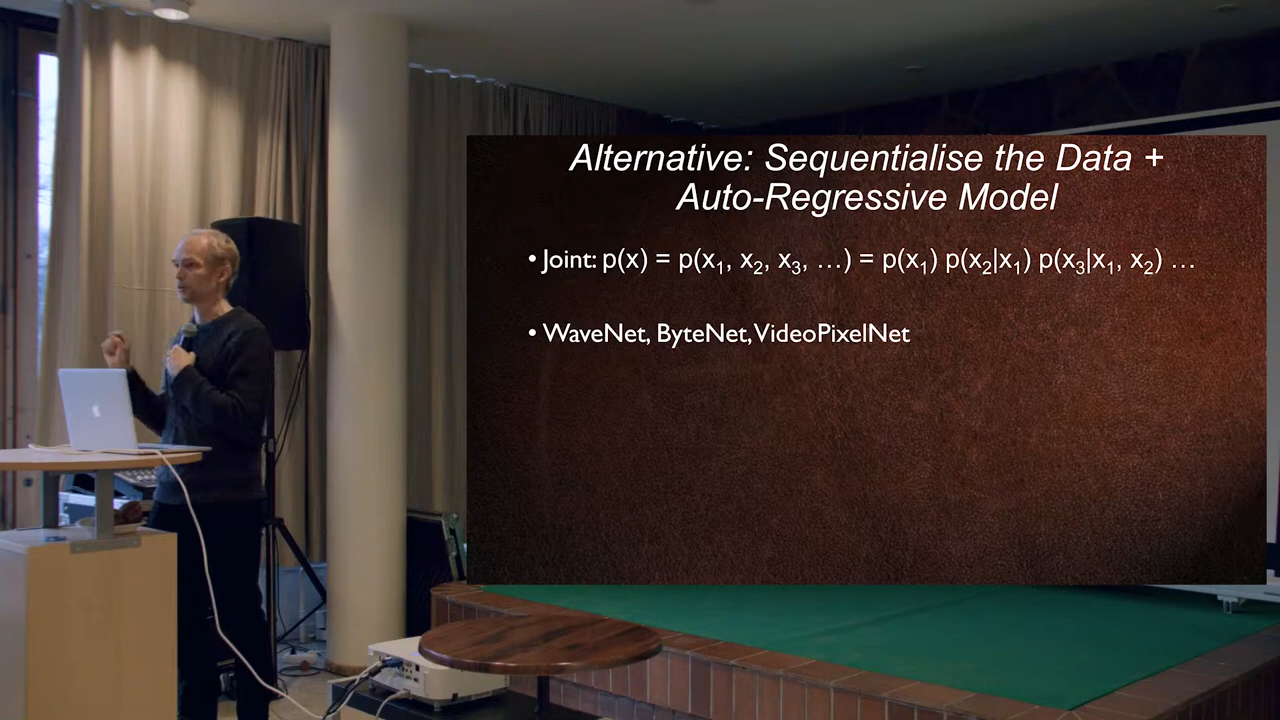 Alternative: Sequentialise the Data +
Auto-Regressive Model
• Joint: p(x) = p(x₁, x₂, x₃, …) = p(x₁) p(x₂|x₁) p(x₃|x₁, x₂) …
• WaveNet, ByteNet, VideoPixelNet